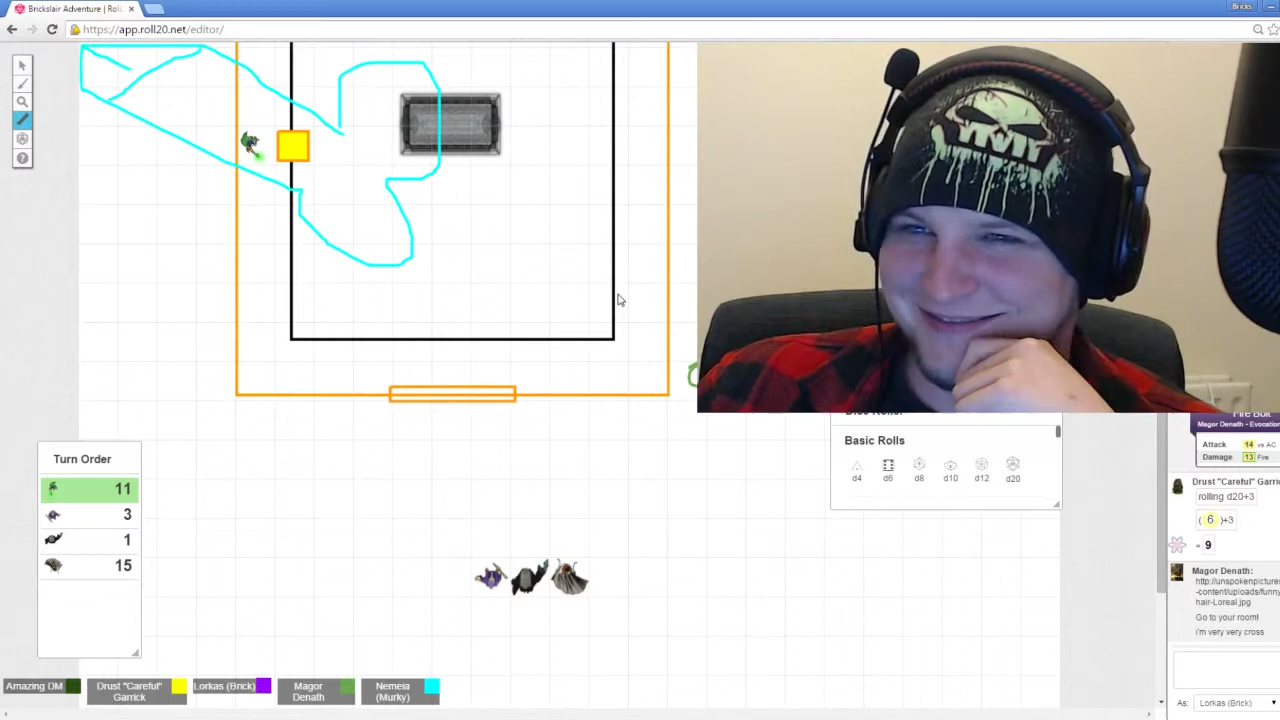 Brickslair Adventure | Roll
Bricks
https://app.roll20.net/editor/
Turn Order
11
3
1
15
Basic Rolls
d4 d6 d8 d10 d12 d20
Magor Denath - Evocation
Attack 14 vs AC
Damage 13 Fire
Drust "Careful" Garrick
rolling d20+3
(6)+3
= 9
Magor Denath:
http://unspokenpictures
-content/uploads/funny
hair-Loreal.jpg
Go to your room!
i'm very very cross
As: Lorkas (Brick)
Amazing DM
Drust "Careful"
Garrick
Lorkas (Brick)
Magor
Denath
Nemeia
(Murky)